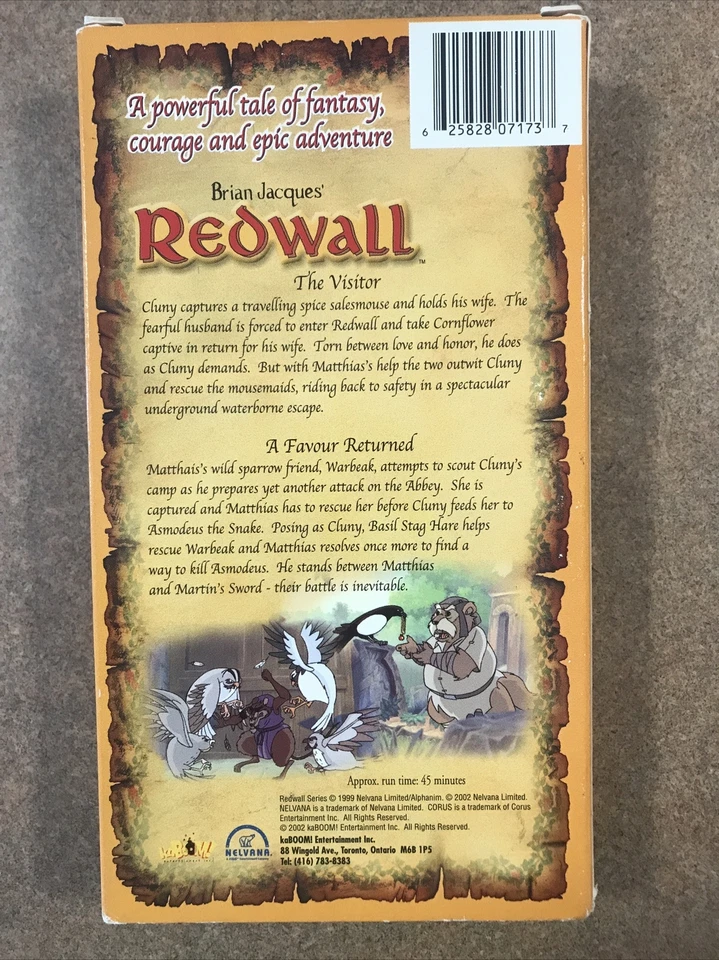 A powerful tale of fantasy,
courage and epic adventure
6 25828 07173 7
Brian Jacques'
REDWALL™
The Visitor
Cluny captures a travelling spice salesmouse and holds his wife. The
fearful husband is forced to enter Redwall and take Cornflower
captive in return for his wife. Torn between love and honor, he does
as Cluny demands. But with Matthias's help the two outwit Cluny
and rescue the mousemaids, riding back to safety in a spectacular
underground waterborne escape.
A Favour Returned
Matthais's wild sparrow friend, Warbeak, attempts to scout Cluny's
camp as he prepares yet another attack on the Abbey. She is
captured and Matthias has to rescue her before Cluny feeds her to
Asmodeus the Snake. Posing as Cluny, Basil Stag Hare helps
rescue Warbeak and Matthias resolves once more to find a
way to kill Asmodeus. He stands between Matthias
and Martin's Sword - their battle is inevitable.
Approx. run time: 45 minutes
Redwall Series © 1999 Nelvana Limited/Alphanim. © 2002 Nelvana Limited.
NELVANA is a trademark of Nelvana Limited. CORUS is a trademark of Corus
Entertainment Inc. All Rights Reserved.
© 2002 kaBOOM! Entertainment Inc. All Rights Reserved.
kaBOOM! Entertainment Inc.
88 Wingold Ave., Toronto, Ontario M6B 1P5
Tel: (416) 783-8383
kaBOOM!
NELVANA